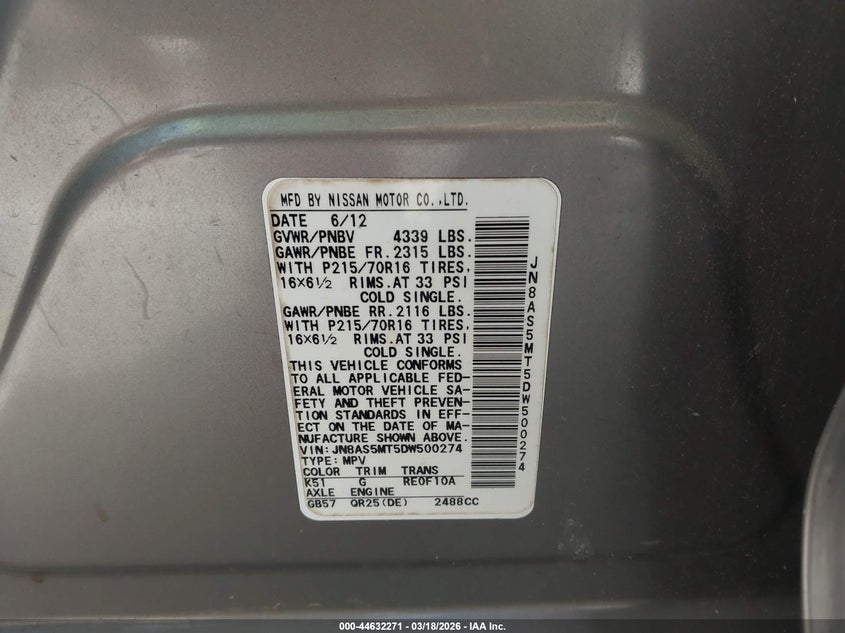 MFD BY NISSAN MOTOR CO.,LTD.
DATE 6/12
GVWR/PNBV 4339 LBS.
GAWR/PNBE FR. 2315 LBS.
WITH P215/70R16 TIRES,
16X6½ RIMS.AT 33 PSI
COLD SINGLE.
GAWR/PNBE RR. 2116 LBS.
WITH P215/70R16 TIRES,
16X6½ RIMS.AT 33 PSI
COLD SINGLE.
THIS VEHICLE CONFORMS
TO ALL APPLICABLE FED-
ERAL MOTOR VEHICLE SA-
FETY AND THEFT PREVEN-
TION STANDARDS IN EFF-
ECT ON THE DATE OF MA-
NUFACTURE SHOWN ABOVE.
VIN: JN8AS5MT5DW500274
TYPE: MPV
COLOR TRIM TRANS
K51 G RE0F10A
AXLE ENGINE
GB57 QR25(DE) 2488CC
JN8AS5MT5DW500274
000-44632271 - 03/18/2026 - IAA Inc.